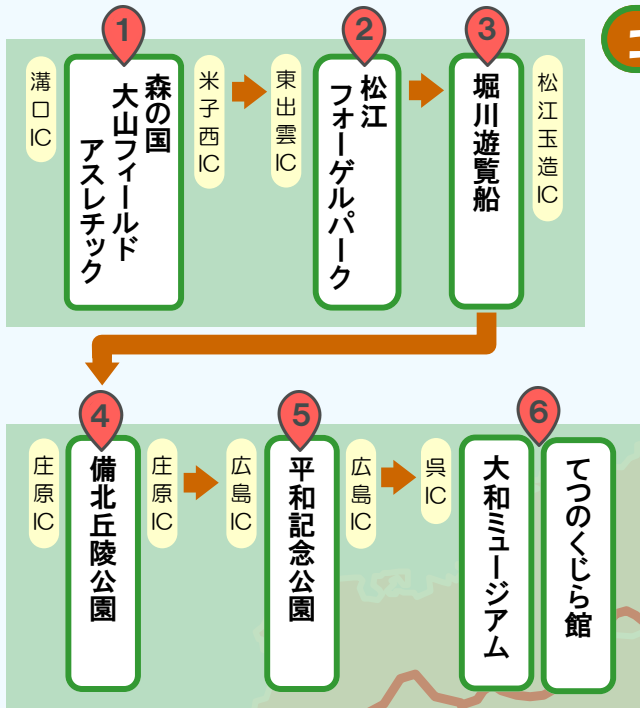 1
溝口IC
森の国
大山フィールド
アスレチック
米子西IC
東出雲IC
2
松江
フォーゲルパーク
3
堀川遊覧船
松江玉造IC
4
庄原IC
備北丘陵公園
庄原IC
広島IC
5
平和記念公園
広島IC
呉IC
6
大和ミュージアム
てつのくじら館